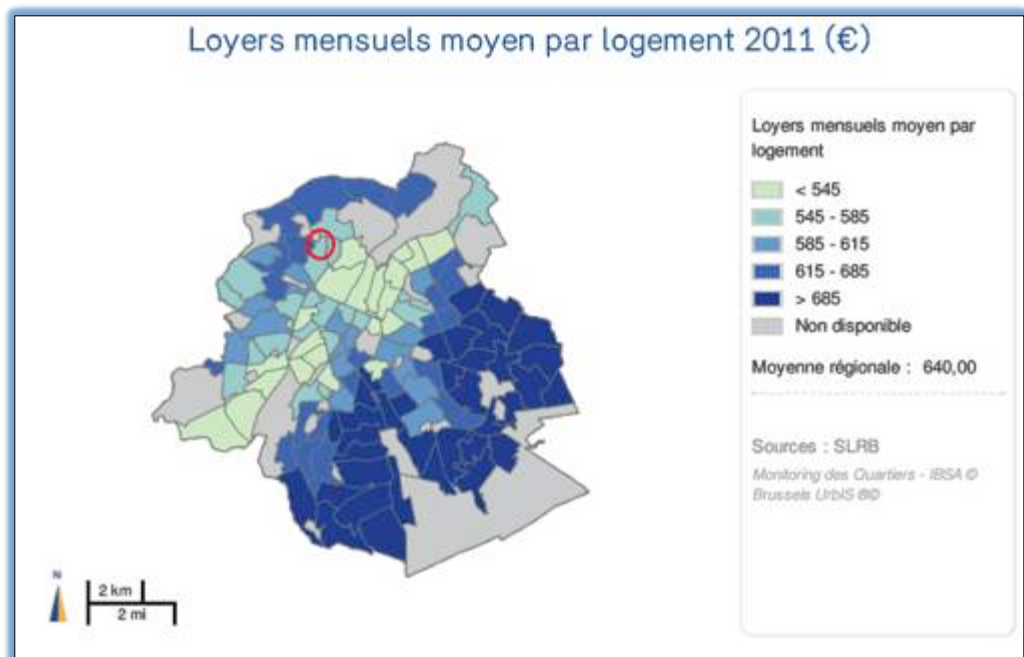 Loyers mensuels moyen par logement 2011 (€)
Loyers mensuels moyen par
logement
< 545
545 - 585
585 - 615
615 - 685
> 685
Non disponible
Moyenne régionale : 640,00
Sources : SLRB
Monitoring des Quartiers - IBSA ©
Brussels UrbIS ®©
N
2 km
2 mi